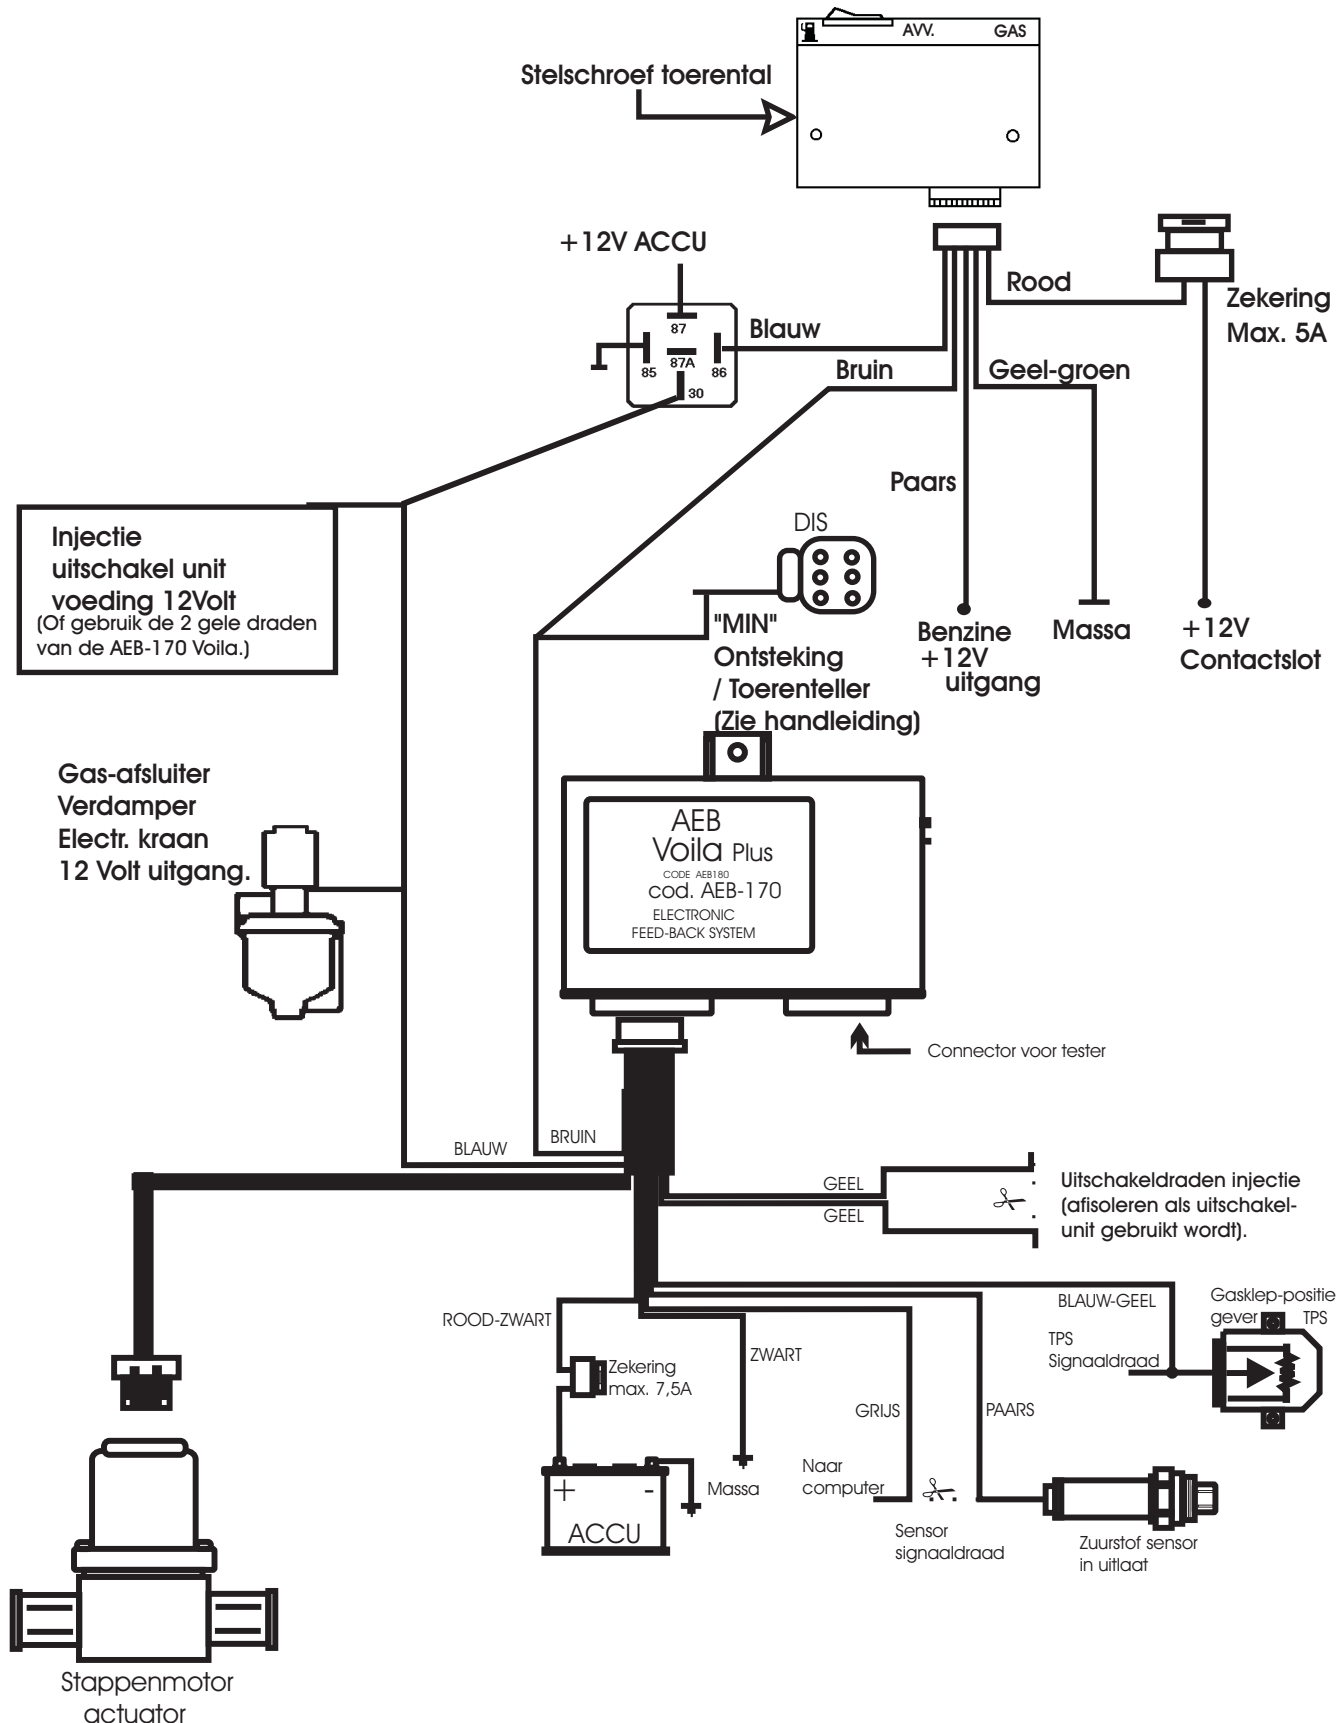 AVV. GAS
Stelschroef toerental
+12V ACCU
87
85
87A
86
30
Blauw
Rood
Zekering
Max. 5A
Bruin
Geel-groen
Paars
Injectie
uitschakel unit
voeding 12Volt
(Of gebruik de 2 gele draden
van de AEB-170 Voila.)
DIS
"MIN"
Ontsteking
/ Toerenteller
(Zie handleiding)
Benzine
+12V
uitgang
Massa
+12V
Contactslot
Gas-afsluiter
Verdamper
Electr. kraan
12 Volt uitgang.
AEB
Voila Plus
CODE AEB180
cod. AEB-170
ELECTRONIC
FEED-BACK SYSTEM
Connector voor tester
BLAUW
BRUIN
GEEL
GEEL
Uitschakeldraden injectie
(afisoleren als uitschakel-
unit gebruikt wordt).
ROOD-ZWART
Zekering
max. 7,5A
ZWART
BLAUW-GEEL
Gasklep-positie
gever TPS
TPS
Signaaldraad
GRIJS
PAARS
+ -
ACCU
Massa
Naar
computer
Sensor
signaaldraad
Zuurstof sensor
in uitlaat
Stappenmotor
actuator